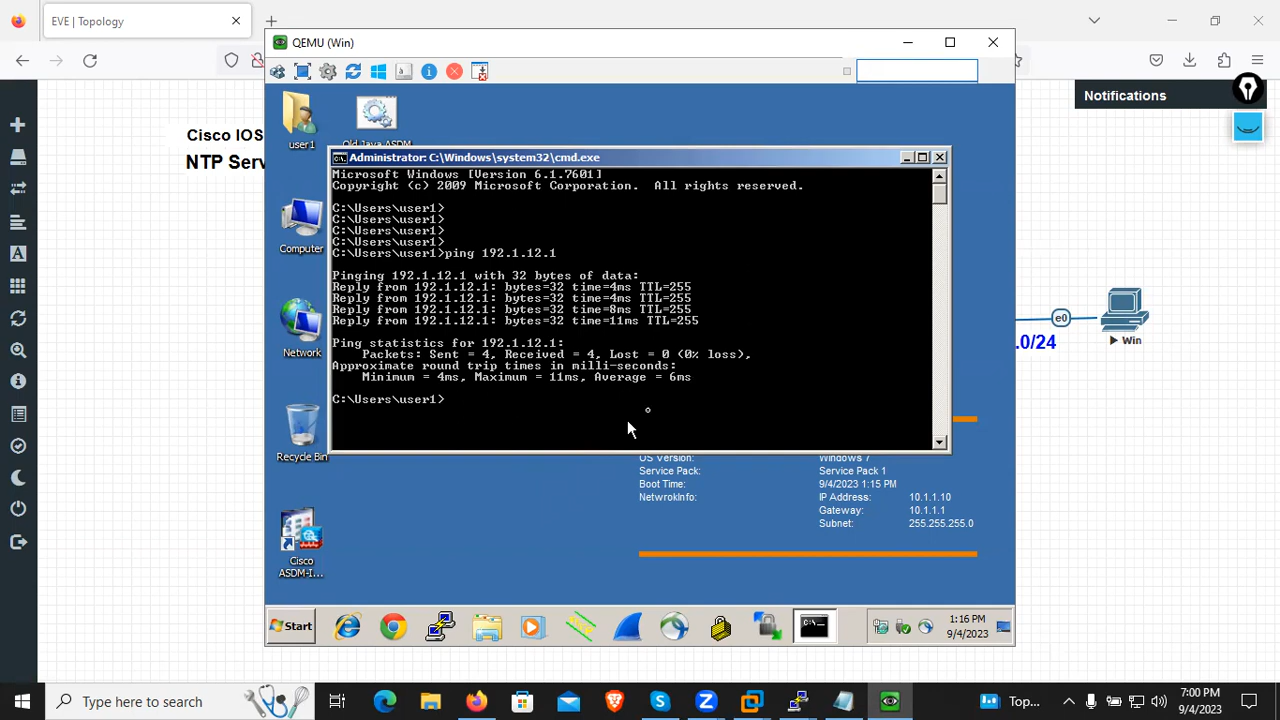 EVE | Topology
QEMU (Win)
Notifications
Cisco IOS
NTP Serv
user1
Old Java ASDM
Administrator: C:\Windows\system32\cmd.exe
Microsoft Windows [Version 6.1.7601]
Copyright (c) 2009 Microsoft Corporation.  All rights reserved.
C:\Users\user1>
C:\Users\user1>
C:\Users\user1>
C:\Users\user1>
C:\Users\user1>ping 192.1.12.1
Pinging 192.1.12.1 with 32 bytes of data:
Reply from 192.1.12.1: bytes=32 time=4ms TTL=255
Reply from 192.1.12.1: bytes=32 time=4ms TTL=255
Reply from 192.1.12.1: bytes=32 time=8ms TTL=255
Reply from 192.1.12.1: bytes=32 time=11ms TTL=255
Ping statistics for 192.1.12.1:
    Packets: Sent = 4, Received = 4, Lost = 0 (0% loss),
Approximate round trip times in milli-seconds:
    Minimum = 4ms, Maximum = 11ms, Average = 6ms
C:\Users\user1>
Computer
Network
Recycle Bin
Cisco
ASDM-I...
e0
.0/24
Win
OS Version: Windows 7
Service Pack: Service Pack 1
Boot Time: 9/4/2023 1:15 PM
NetwrokInfo: IP Address: 10.1.1.10
Gateway: 10.1.1.1
Subnet: 255.255.255.0
Start
1:16 PM
9/4/2023
Type here to search
Top...
7:00 PM
9/4/2023